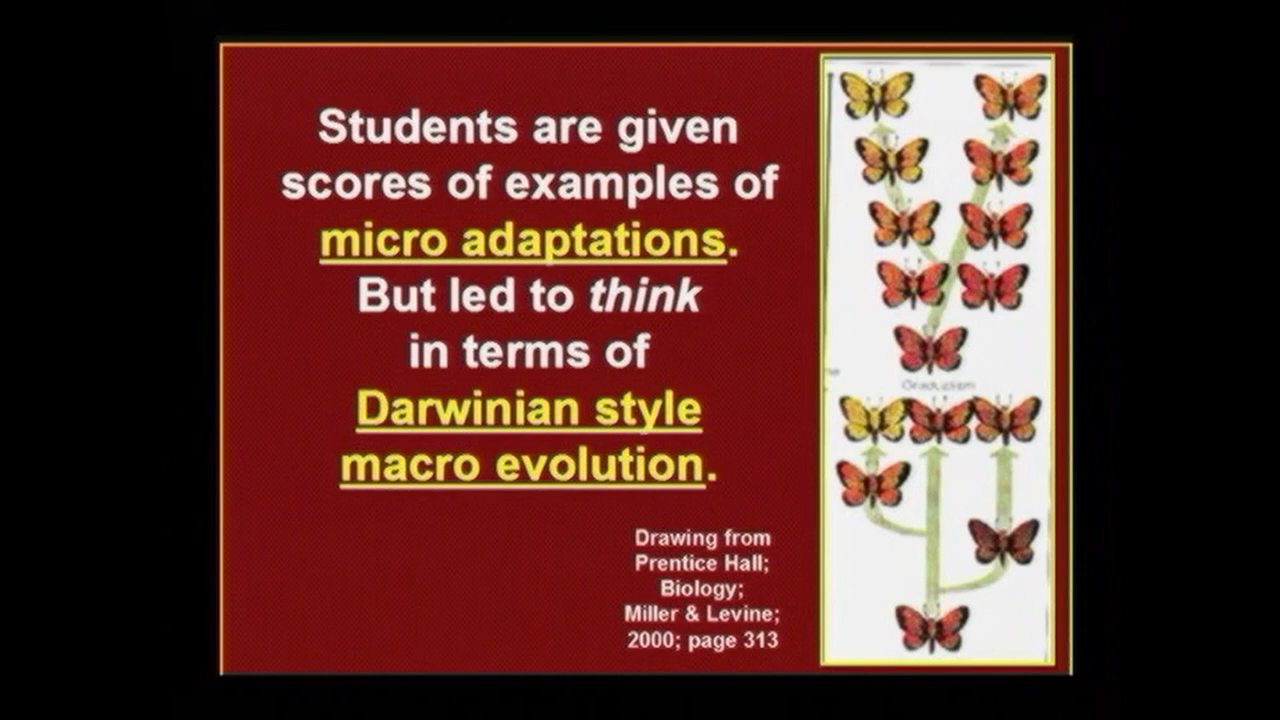 Students are given
scores of examples of
micro adaptations.
But led to think
in terms of
Darwinian style
macro evolution.
Drawing from
Prentice Hall;
Biology;
Miller & Levine;
2000; page 313